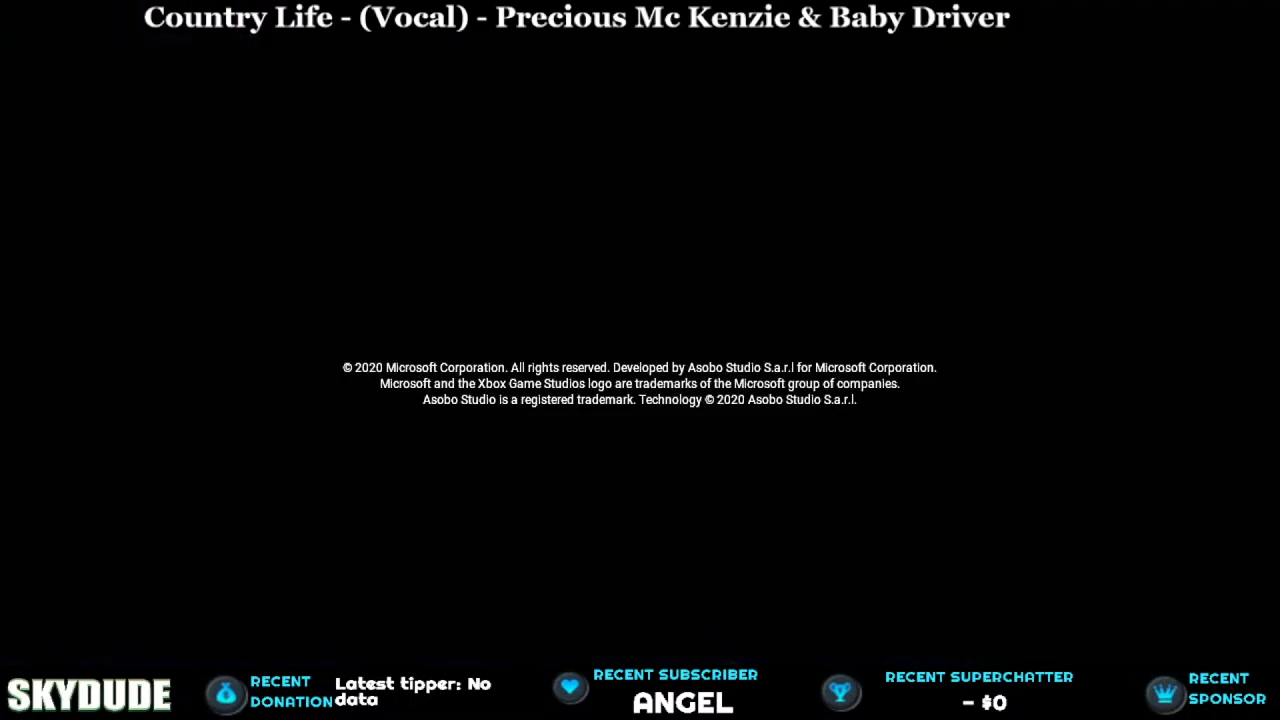 Country Life - (Vocal) - Precious Mc Kenzie & Baby Driver
© 2020 Microsoft Corporation. All rights reserved. Developed by Asobo Studio S.a.r.l for Microsoft Corporation.
Microsoft and the Xbox Game Studios logo are trademarks of the Microsoft group of companies.
Asobo Studio is a registered trademark. Technology © 2020 Asobo Studio S.a.r.l.
SKYDUDE
RECENT
DONATION
Latest tipper: No
data
RECENT SUBSCRIBER
ANGEL
RECENT SUPERCHATTER
- $0
RECENT
SPONSOR